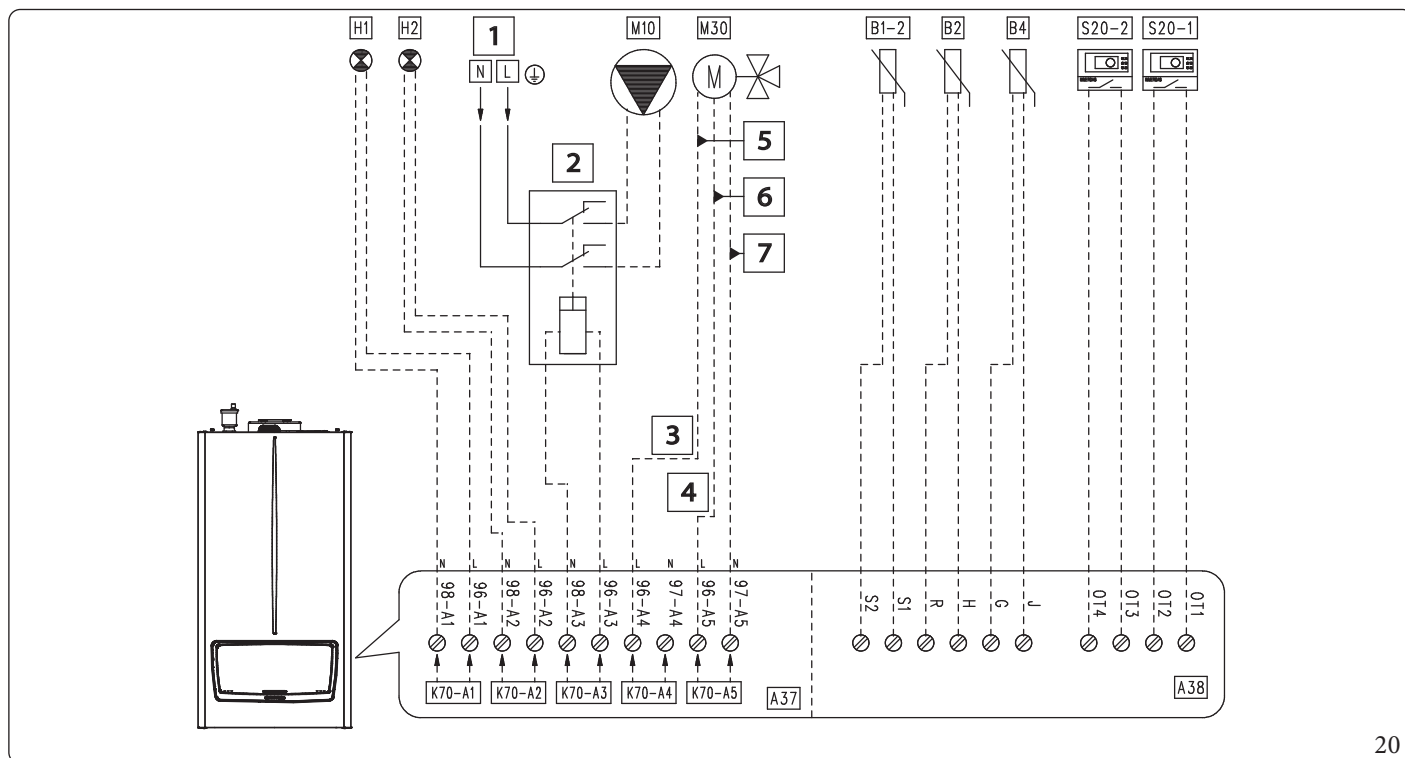 H1 H2 1 M10 M30 B1-2 B2 B4 S20-2 S20-1
N L
M
5
2
6
7
3
4
N L N L N L L N L N
98-A1 96-A1 98-A2 96-A2 98-A3 96-A3 96-A4 97-A4 96-A5 97-A5
S2 S1 R H G J OT4 OT3 OT2 OT1
K70-A1 K70-A2 K70-A3 K70-A4 K70-A5
A37
A38
20